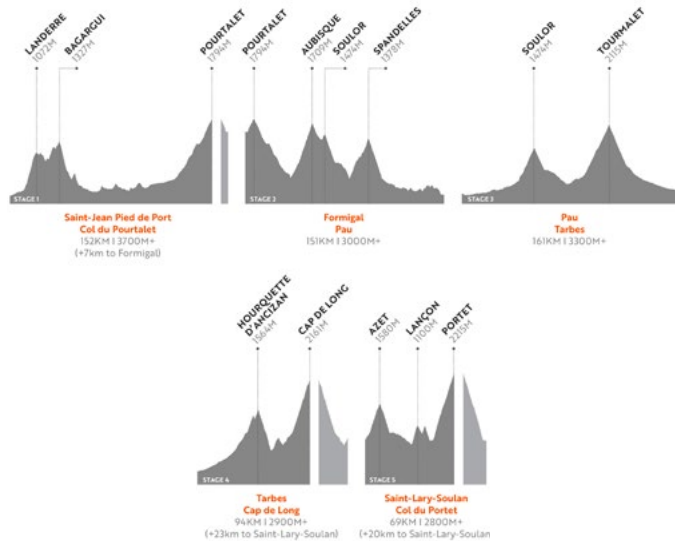 LANDERRE
1072M
BAGARGUI
1327M
POURTALET
1794M
POURTALET
1794M
AUBISQUE
1709M
SOULOR
1474M
SPANDELLES
1378M
SOULOR
1474M
TOURMALET
2115M
STAGE 1
STAGE 2
STAGE 3
Saint-Jean Pied de Port
Col du Pourtalet
152KM | 3700M+
(+7km to Formigal)
Formigal
Pau
151KM | 3000M+
Pau
Tarbes
161KM | 3300M+
HOURQUETTE
D'ANCIZAN
1564M
CAP DE LONG
2161M
AZET
1580M
LANÇON
1100M
PORTET
2215M
STAGE 4
STAGE 5
Tarbes
Cap de Long
94KM | 2900M+
(+23km to Saint-Lary-Soulan)
Saint-Lary-Soulan
Col du Portet
69KM | 2800M+
(+20km to Saint-Lary-Soulan